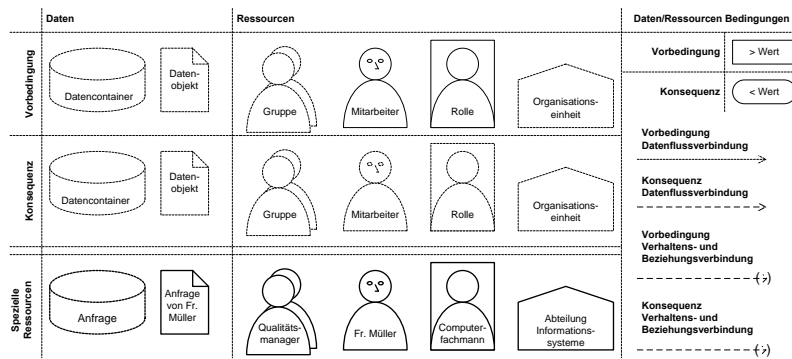 Daten
Ressourcen
Daten/Ressourcen Bedingungen
Vorbedingung
Datencontainer
Daten-
objekt
Gruppe
Mitarbeiter
Rolle
Organisations-
einheit
Vorbedingung
> Wert
Konsequenz
< Wert
Konsequenz
Datencontainer
Daten-
objekt
Gruppe
Mitarbeiter
Rolle
Organisations-
einheit
Vorbedingung
Datenflussverbindung
Konsequenz
Datenflussverbindung
Spezielle
Ressourcen
Anfrage
Anfrage
von Fr.
Müller
Qualitäts-
manager
Fr. Müller
Computer-
fachmann
Abteilung
Informations-
systeme
Vorbedingung
Verhaltens- und
Beziehungsverbindung
Konsequenz
Verhaltens- und
Beziehungsverbindung